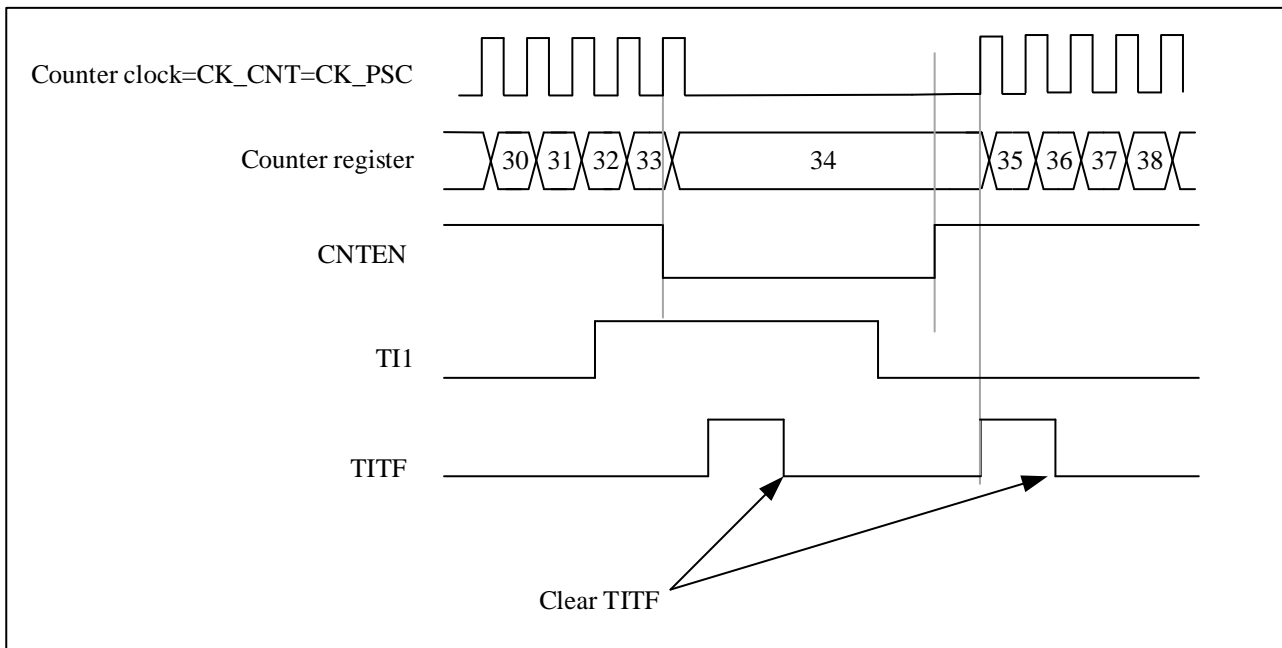 Counter clock=CK_CNT=CK_PSC
Counter register
30 31 32 33 34 35 36 37 38
CNTEN
TI1
TITF
Clear TITF